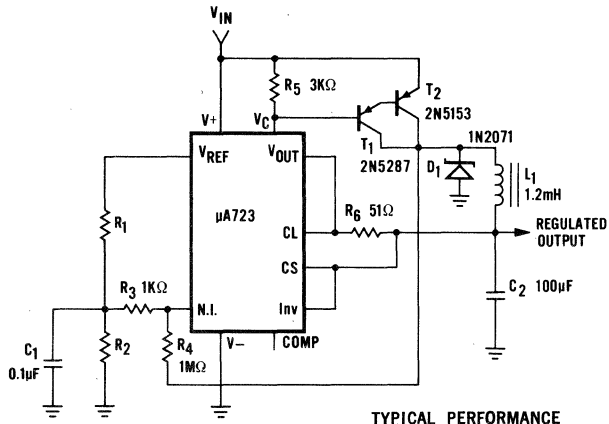 V_IN
R5 3KΩ
T2
2N5153
V+
VC
T1
2N5287
1N2071
VREF
VOUT
D1
L1
1.2mH
R1
μA723
R6 51Ω
CL
REGULATED
OUTPUT
CS
R3 1KΩ
N.I.
Inv
C2 100μF
C1
0.1μF
R2
R4
1MΩ
V−
COMP
TYPICAL PERFORMANCE